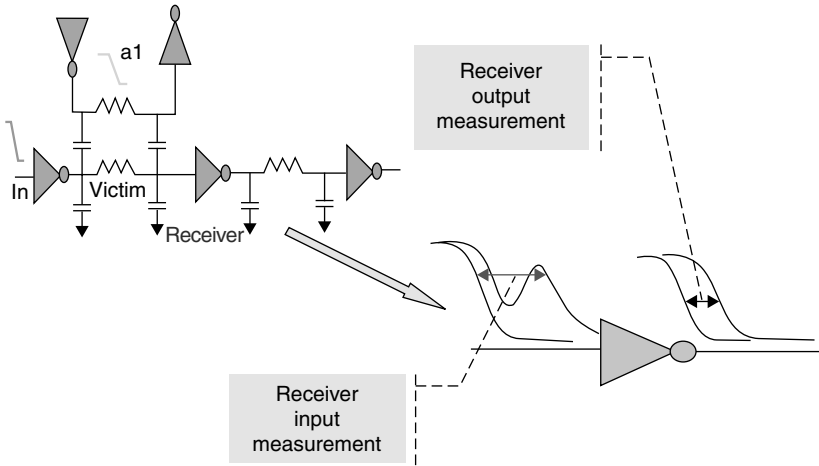 a1
In
Victim
Receiver
Receiver
output
measurement
Receiver
input
measurement